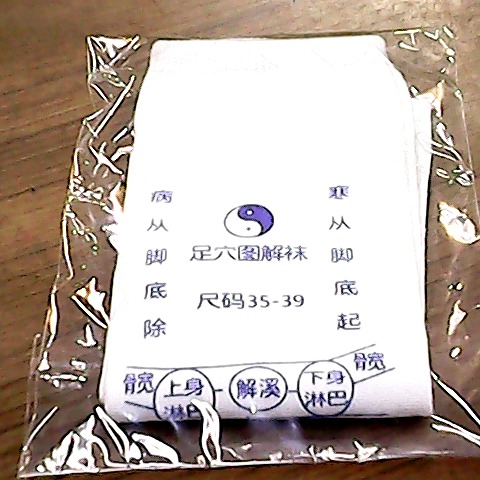 寒从脚底起
病从脚底除
足穴图解袜
尺码35-39
髋 上身淋巴 解溪 下身淋巴 髋